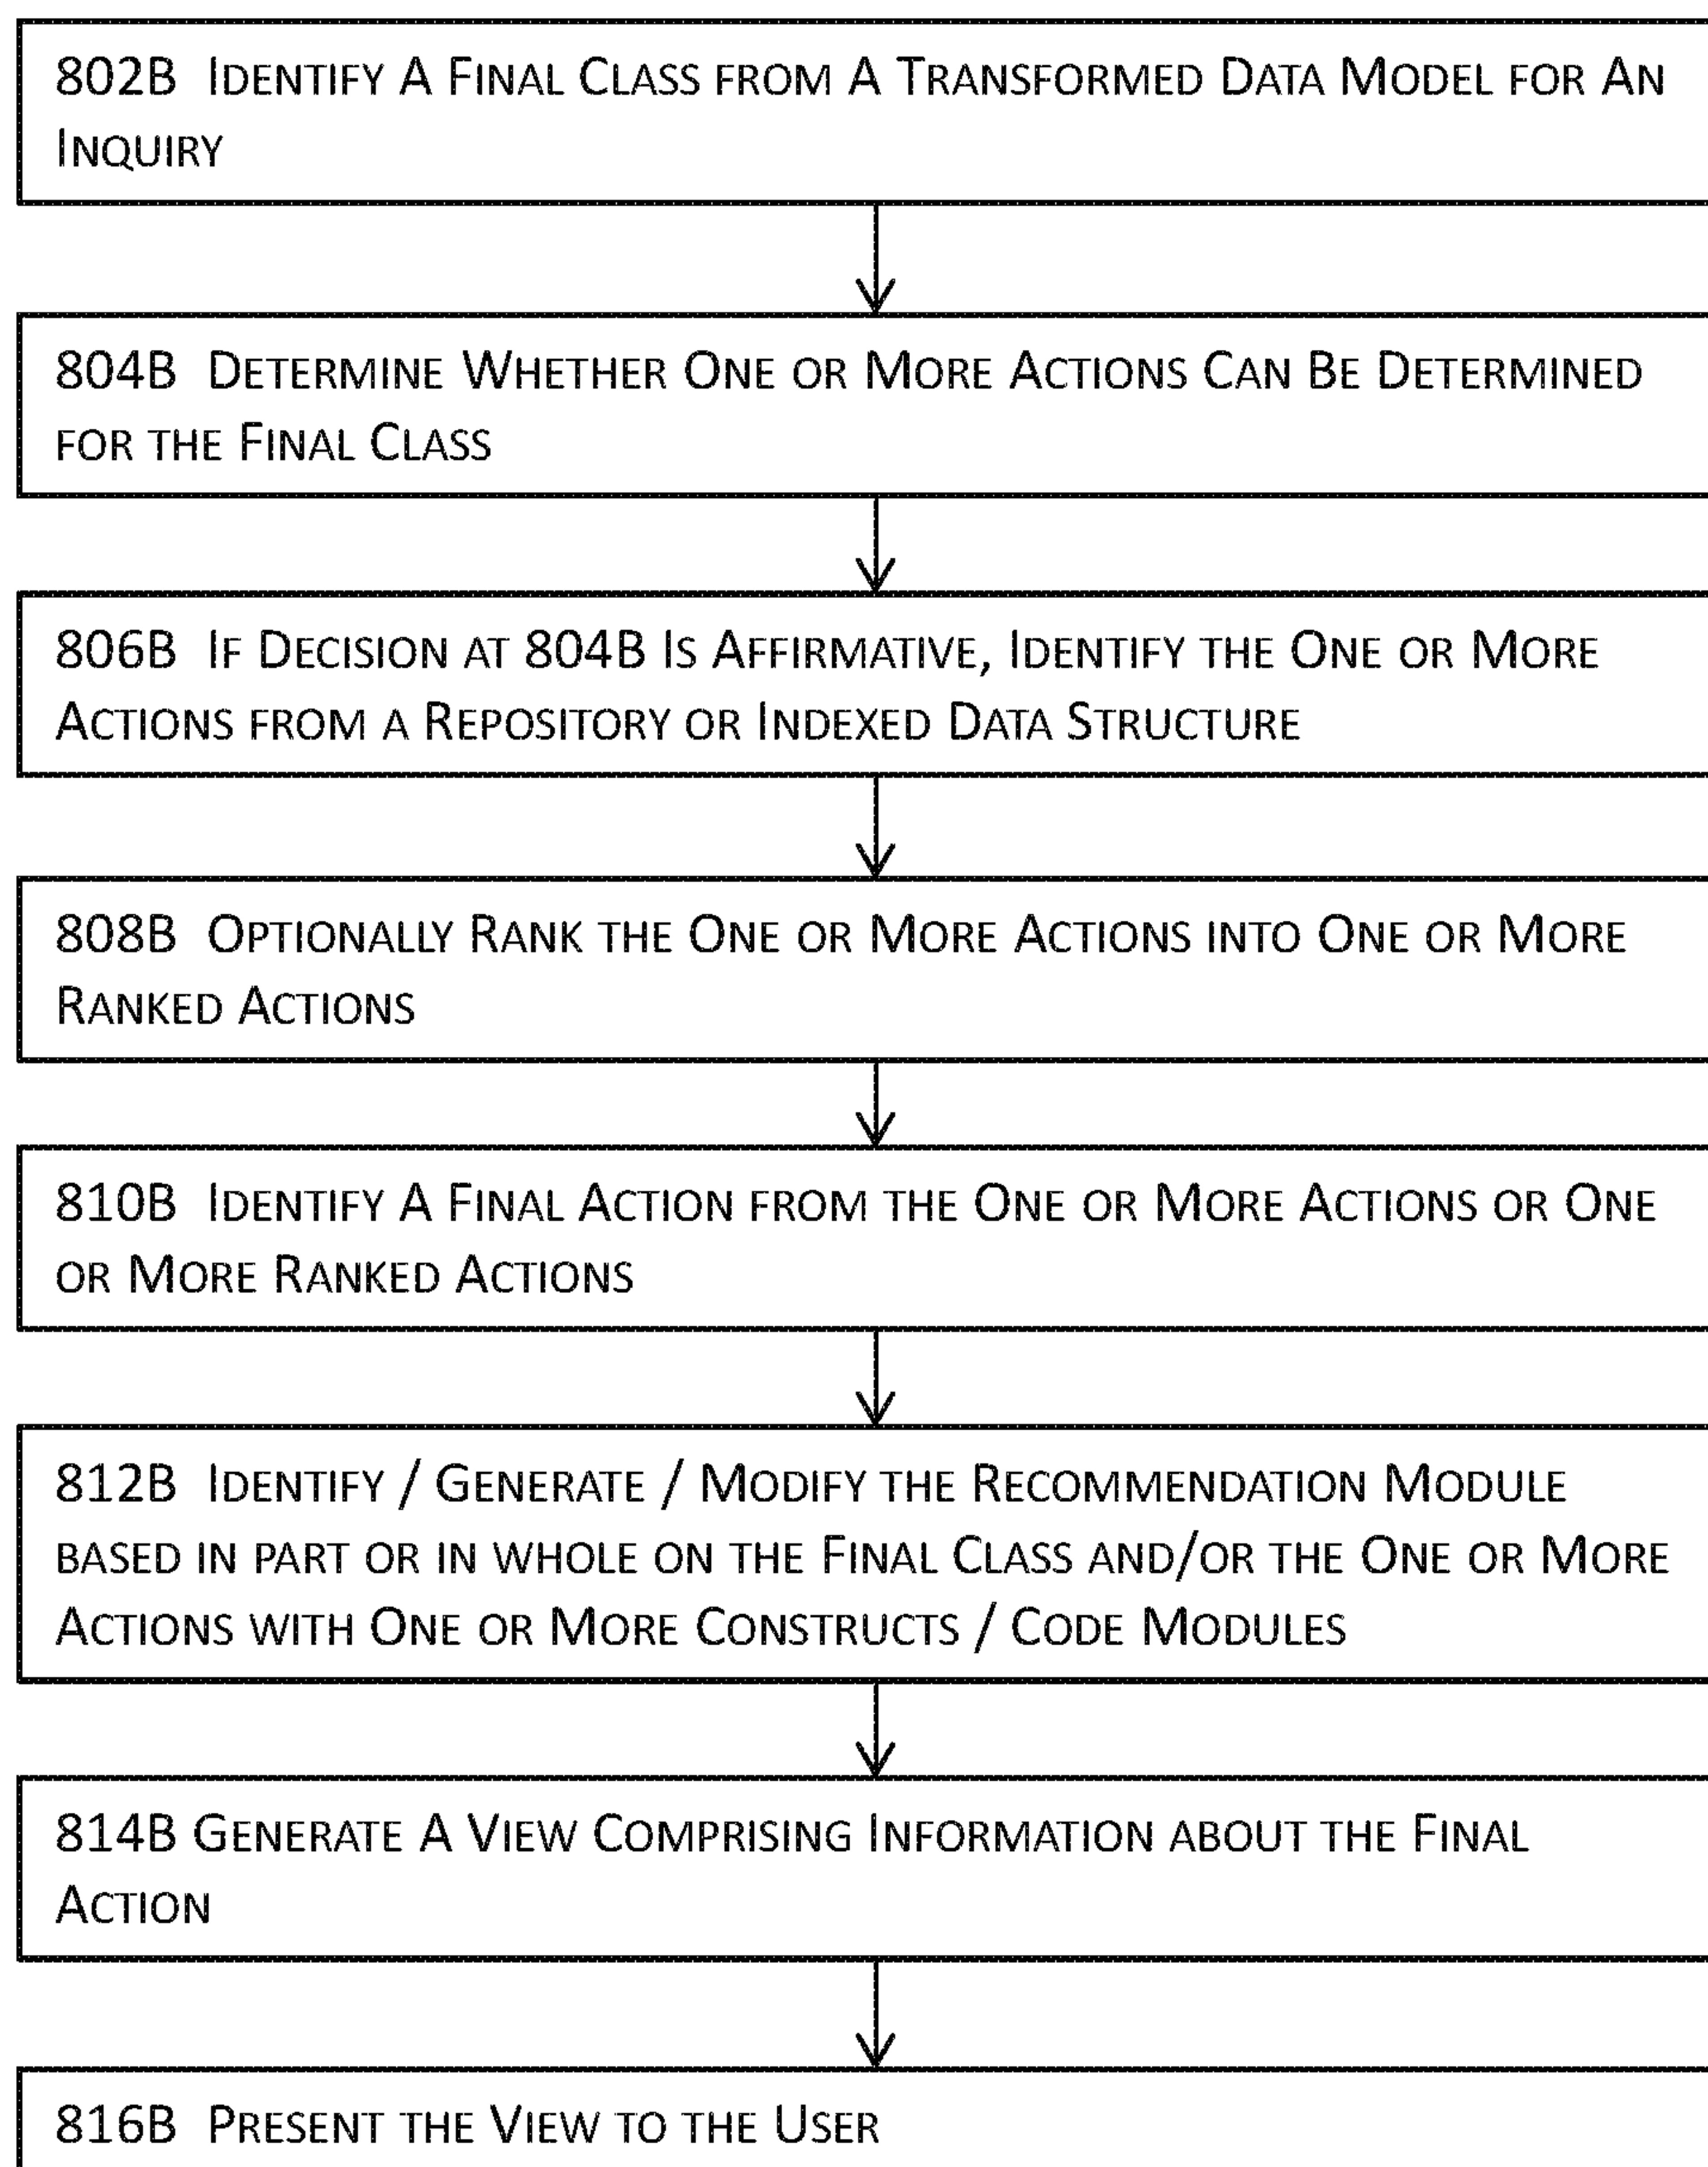 802B Identify A Final Class from A Transformed Data Model for An
Inquiry
804B Determine Whether One or More Actions Can Be Determined
for the Final Class
806B If Decision at 804B Is Affirmative, Identify the One or More
Actions from a Repository or Indexed Data Structure
808B Optionally Rank the One or More Actions into One or More
Ranked Actions
810B Identify A Final Action from the One or More Actions or One
or More Ranked Actions
812B Identify / Generate / Modify the Recommendation Module
based in part or in whole on the Final Class and/or the One or More
Actions with One or More Constructs / Code Modules
814B Generate A View Comprising Information about the Final
Action
816B Present the View to the User